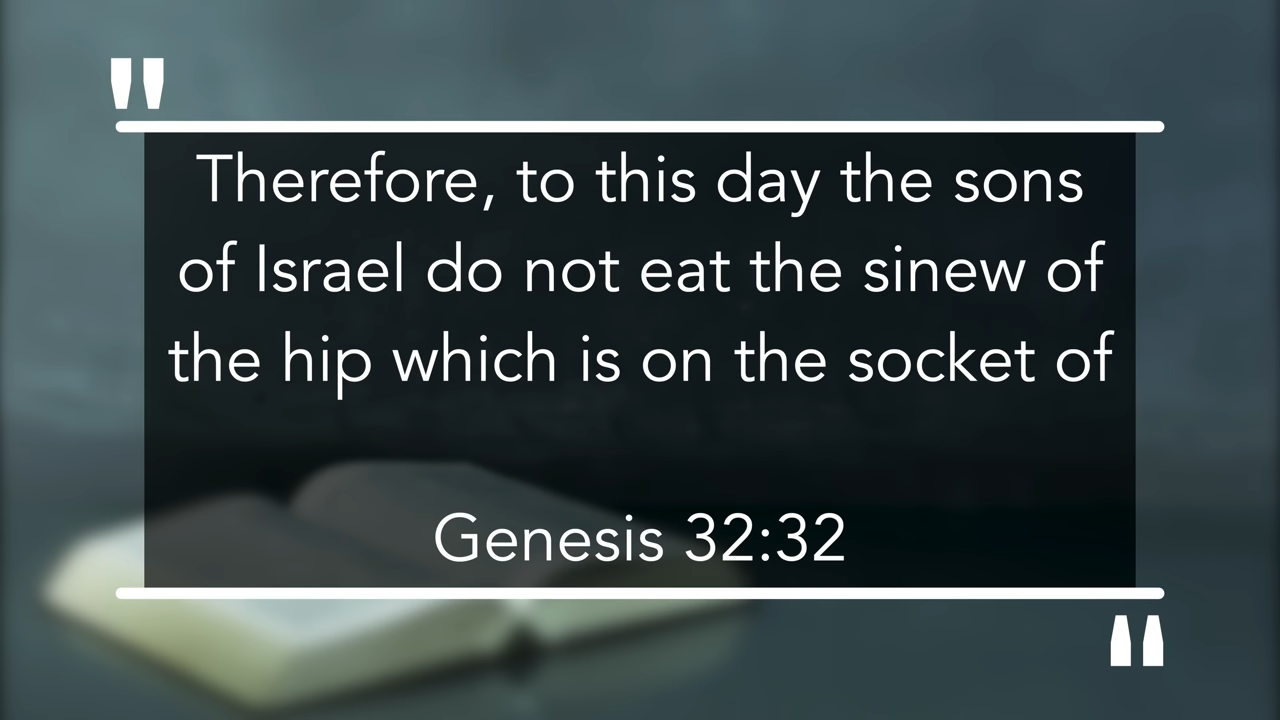 "
Therefore, to this day the sons
of Israel do not eat the sinew of
the hip which is on the socket of
Genesis 32:32
"